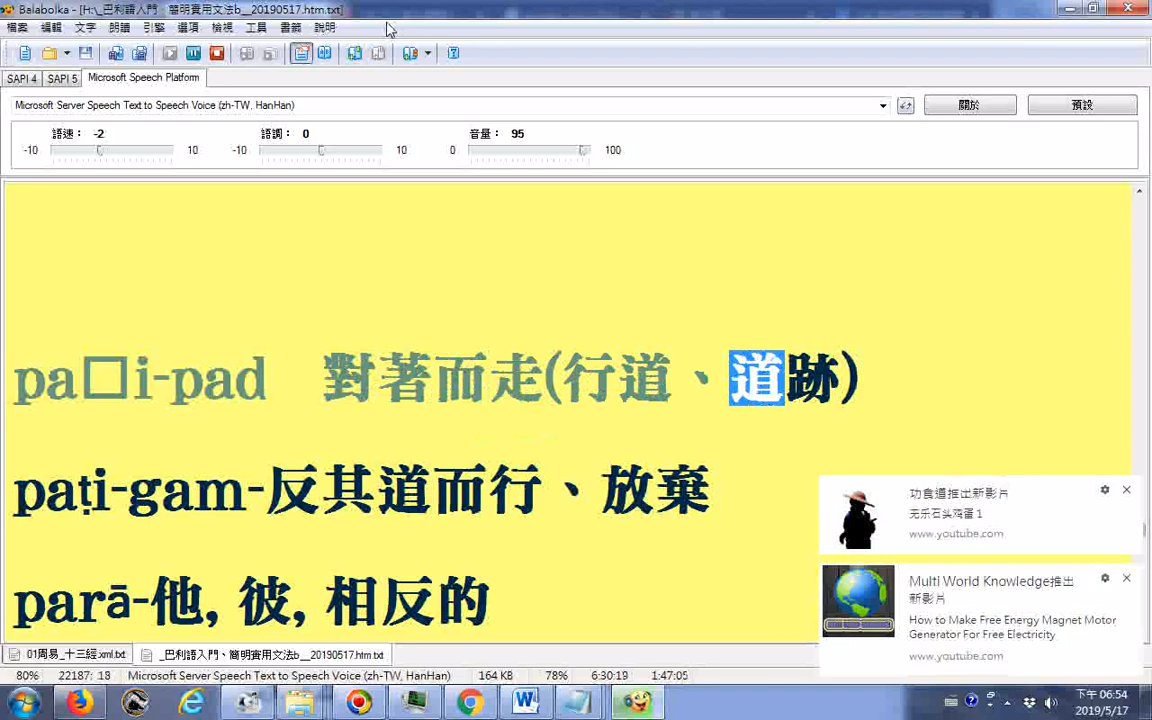 Balabolka - [H:\_巴利語入門﹑簡明實用文法b__20190517.htm.txt]
檔案 編輯 文字 朗讀 引擎 選項 檢視 工具 書籤 說明
SAPI 4 SAPI 5 Microsoft Speech Platform
Microsoft Server Speech Text to Speech Voice (zh-TW, HanHan)
關於 預設
語速： -2 語調： 0 音量： 95
-10 10 -10 10 0 100
pa□i-pad 對著而走(行道、道跡)
paṭi-gam-反其道而行、放棄
parā-他, 彼, 相反的
功食道推出新影片
无乐石头鸡蛋1
www.youtube.com
Multi World Knowledge推出
新影片
How to Make Free Energy Magnet Motor
Generator For Free Electricity
www.youtube.com
01周易_十三經.xml.txt _巴利語入門、簡明實用文法b__20190517.htm.txt
80% 22187: 13 Microsoft Server Speech Text to Speech Voice (zh-TW, HanHan) 164 KB 78% 6:30:19 1:47:05
下午 06:54
2019/5/17